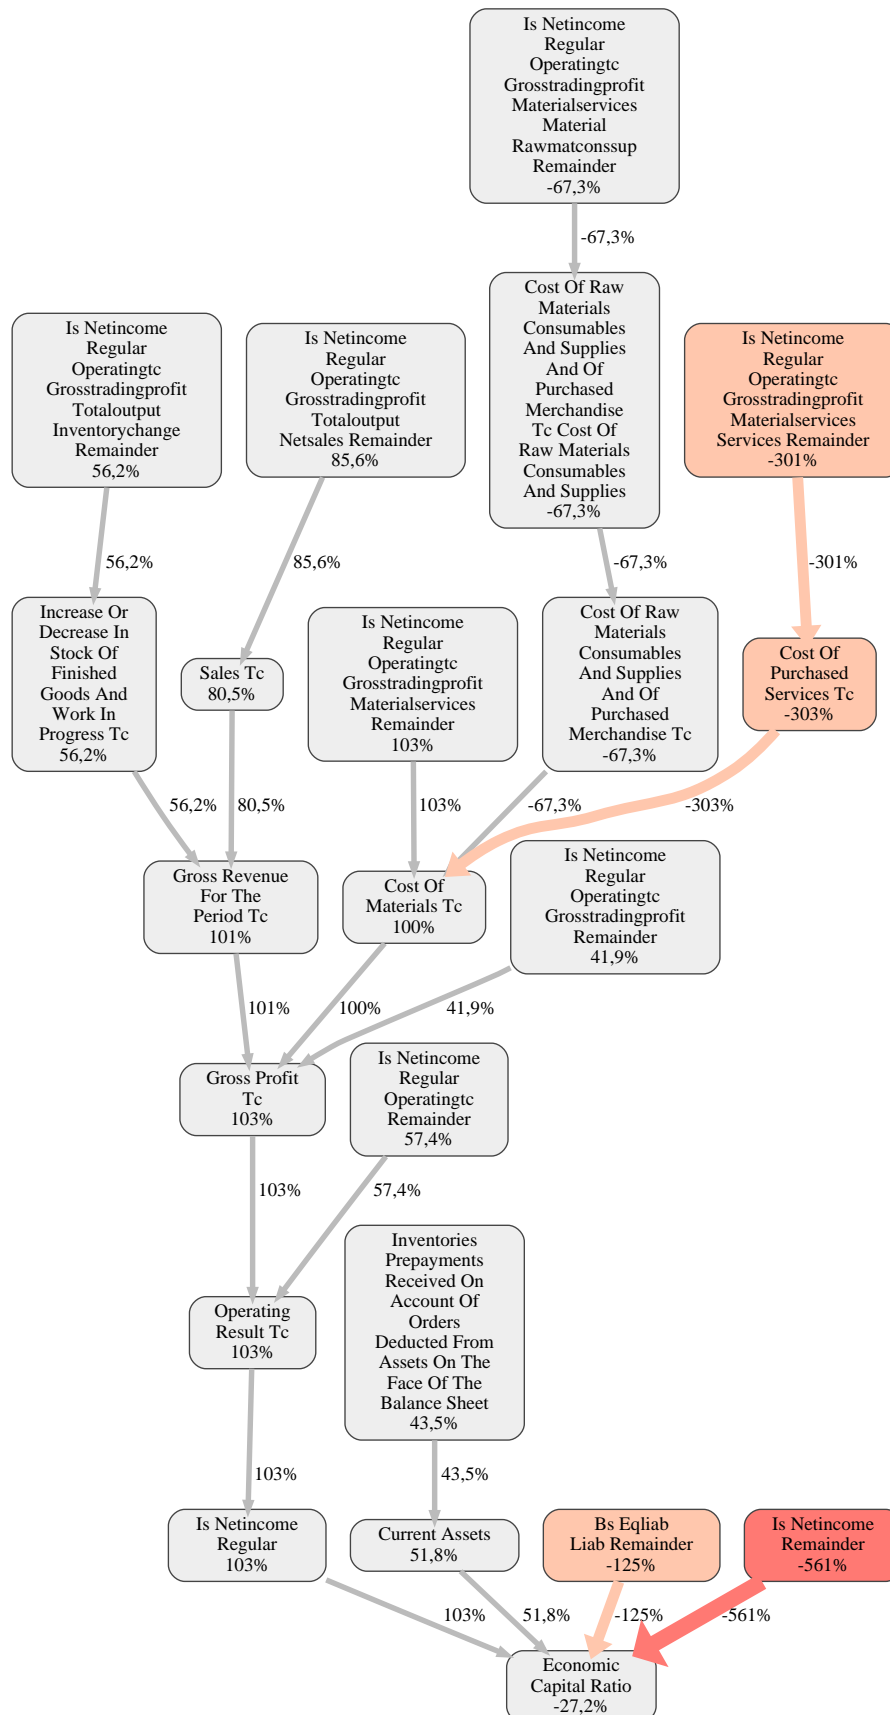 Is Netincome
Regular
Operatingtc
Grosstradingprofit
Materialservices
Material
Rawmatconssup
Remainder
-67,3%
-67,3%
Cost Of Raw
Materials
Consumables
And Supplies
And Of
Purchased
Merchandise
Tc Cost Of
Raw Materials
Consumables
And Supplies
-67,3%
Is Netincome
Regular
Operatingtc
Grosstradingprofit
Totaloutput
Inventorychange
Remainder
56,2%
Is Netincome
Regular
Operatingtc
Grosstradingprofit
Totaloutput
Netsales Remainder
85,6%
Is Netincome
Regular
Operatingtc
Grosstradingprofit
Materialservices
Services Remainder
-301%
56,2%
85,6%
-67,3%
-301%
Increase Or
Decrease In
Stock Of
Finished
Goods And
Work In
Progress Tc
56,2%
Sales Tc
80,5%
Is Netincome
Regular
Operatingtc
Grosstradingprofit
Materialservices
Remainder
103%
Cost Of Raw
Materials
Consumables
And Supplies
And Of
Purchased
Merchandise Tc
-67,3%
Cost Of
Purchased
Services Tc
-303%
56,2%
80,5%
103%
-67,3%
-303%
Gross Revenue
For The
Period Tc
101%
Cost Of
Materials Tc
100%
Is Netincome
Regular
Operatingtc
Grosstradingprofit
Remainder
41,9%
101%
100%
41,9%
Gross Profit
Tc
103%
Is Netincome
Regular
Operatingtc
Remainder
57,4%
103%
57,4%
Inventories
Prepayments
Received On
Account Of
Orders
Deducted From
Assets On The
Face Of The
Balance Sheet
43,5%
Operating
Result Tc
103%
103%
43,5%
Is Netincome
Regular
103%
Current Assets
51,8%
Bs Eqliab
Liab Remainder
-125%
Is Netincome
Remainder
-561%
103%
51,8%
-125%
-561%
Economic
Capital Ratio
-27,2%